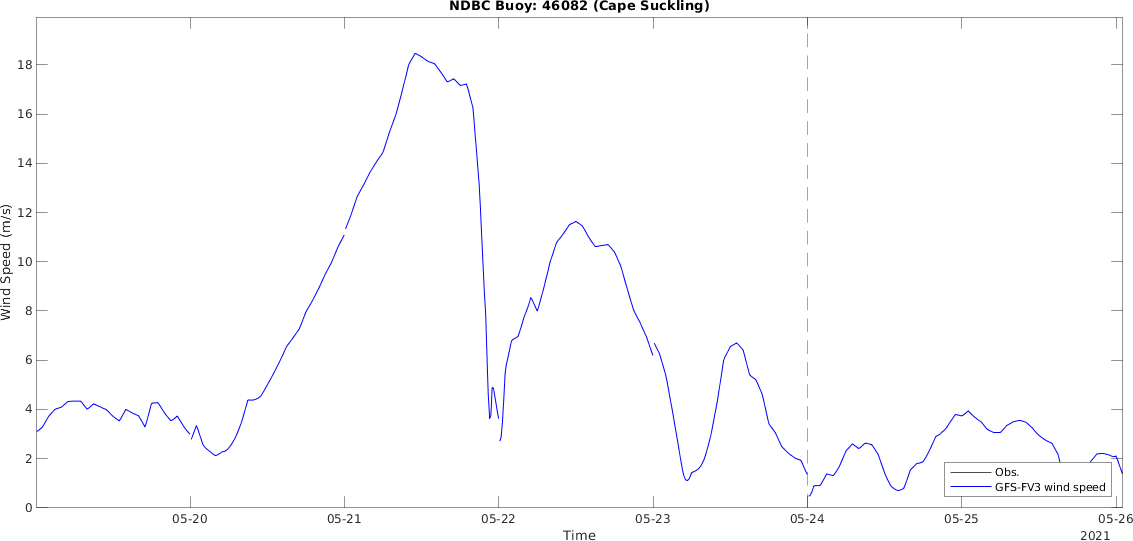 NDBC Buoy: 46082 (Cape Suckling)
Wind Speed (m/s)
18
16
14
12
10
8
6
4
2
0
Obs.
GFS-FV3 wind speed
05-20 05-21 05-22 05-23 05-24 05-25 05-26
Time
2021